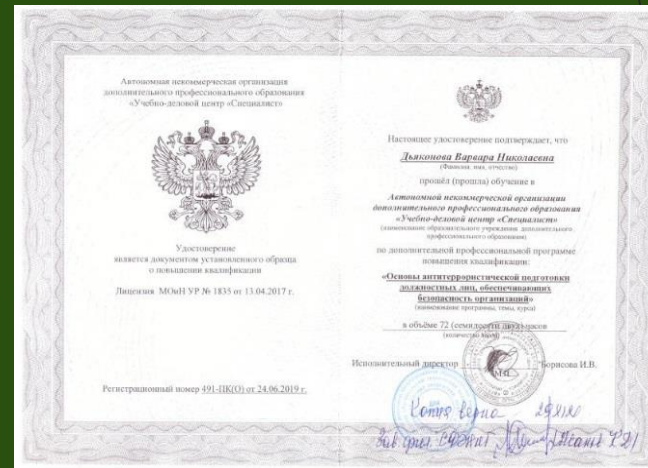 Автономная некоммерческая организация
дополнительного профессионального образования
«Учебно-деловой центр «Специалист»
Удостоверение
является документом установленного образца
о повышении квалификации
Лицензия МОиН УР № 1835 от 13.04.2017 г.
Регистрационный номер 491-ПК(О) от 24.06.2019 г.
Настоящее удостоверение подтверждает, что
Дьяконова Варвара Николаевна
(Фамилия, имя, отчество)
прошёл (прошла) обучение в
Автономной некоммерческой организации
дополнительного профессионального образования
«Учебно-деловой центр «Специалист»
(наименование образовательного учреждения дополнительного
профессионального образования)
по дополнительной профессиональной программе
повышения квалификации:
«Основы антитеррористической подготовки
должностных лиц, обеспечивающих
безопасность организаций»
(наименование программы, темы, курса)
в объёме 72 (семидесяти двух) часов
(количество часов)
Исполнительный директор Борисова И.В.
М.П.
Копия верна